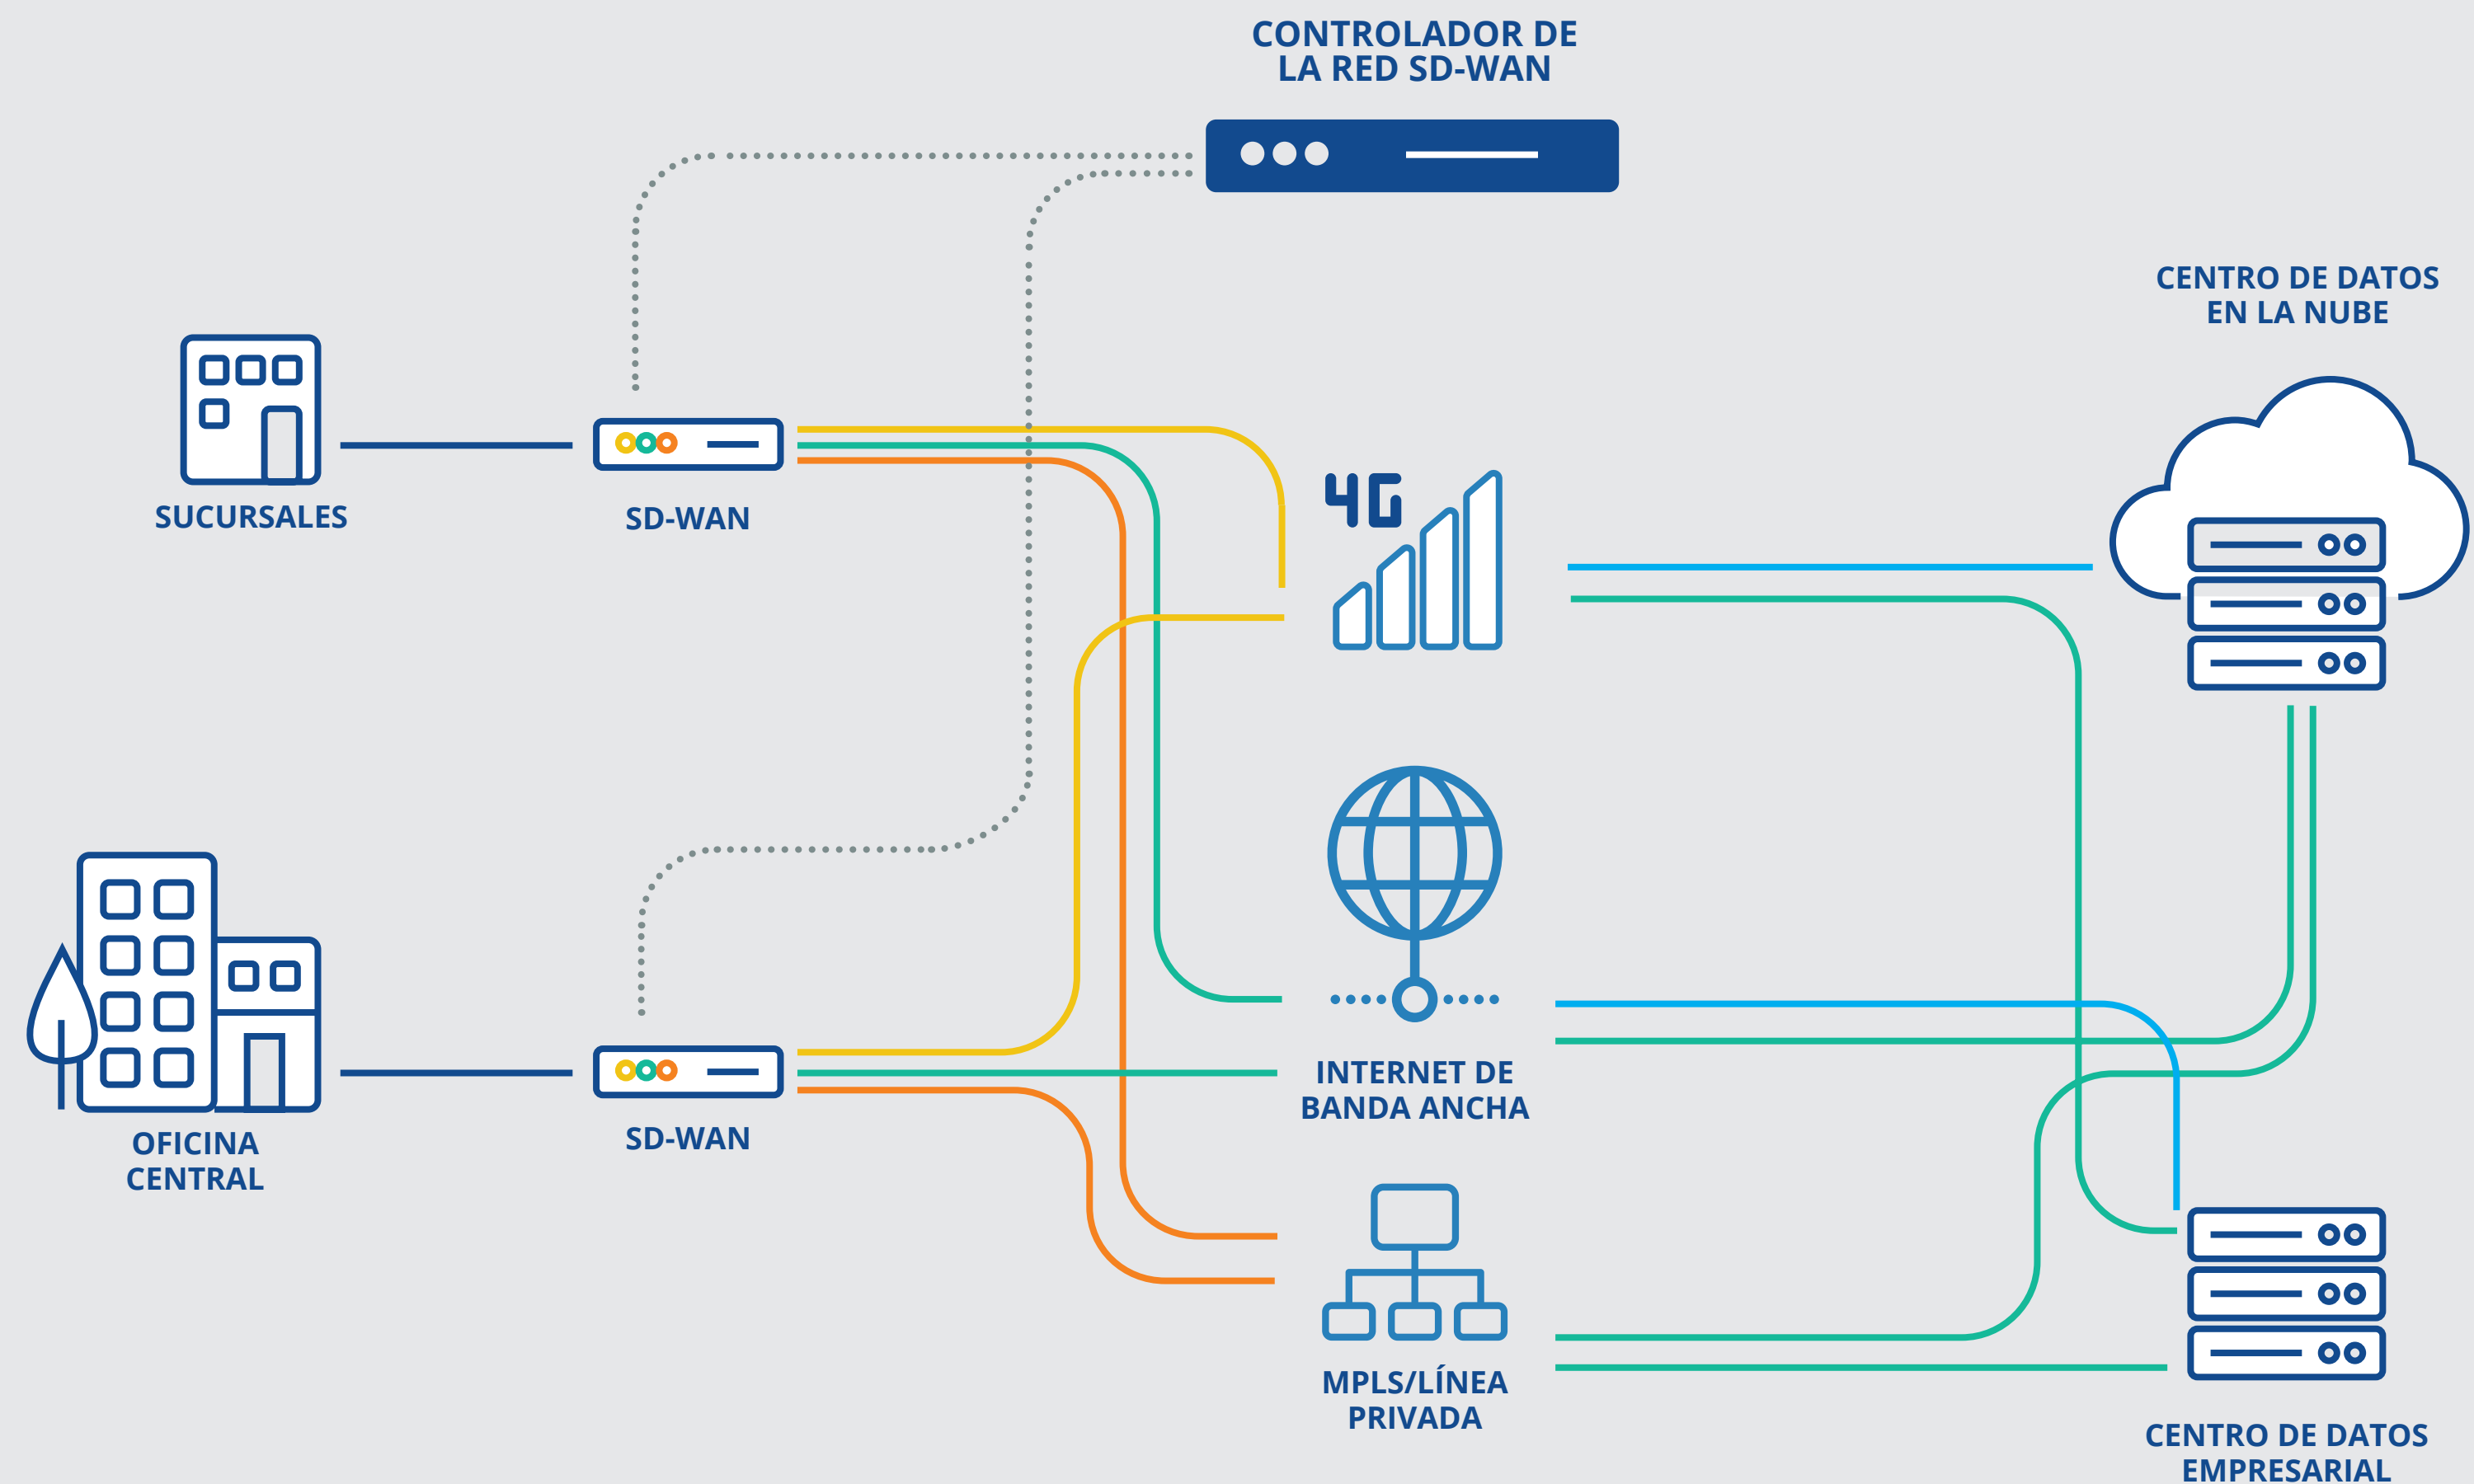 CONTROLADOR DE
LA RED SD-WAN
CENTRO DE DATOS
EN LA NUBE
SUCURSALES
SD-WAN
4G
INTERNET DE
BANDA ANCHA
OFICINA
CENTRAL
SD-WAN
MPLS/LÍNEA
PRIVADA
CENTRO DE DATOS
EMPRESARIAL